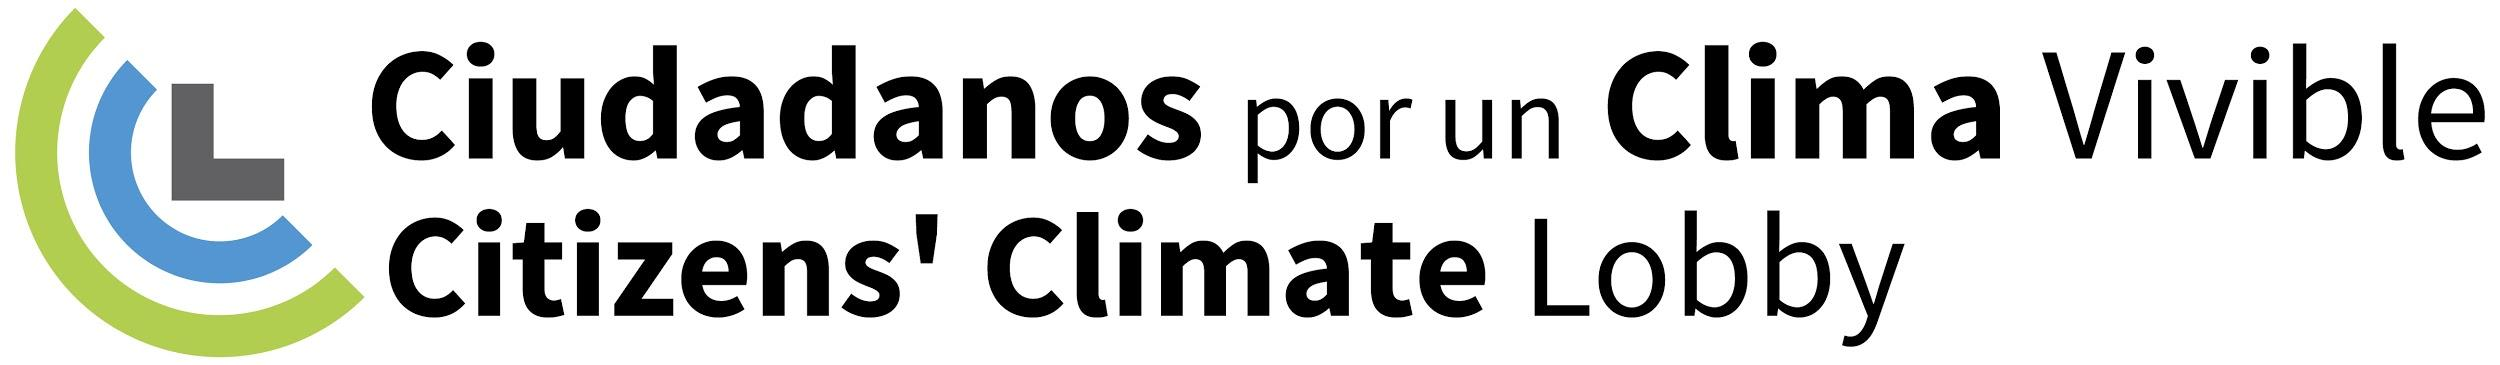 Ciudadanos por un Clima Vivible
Citizens' Climate Lobby